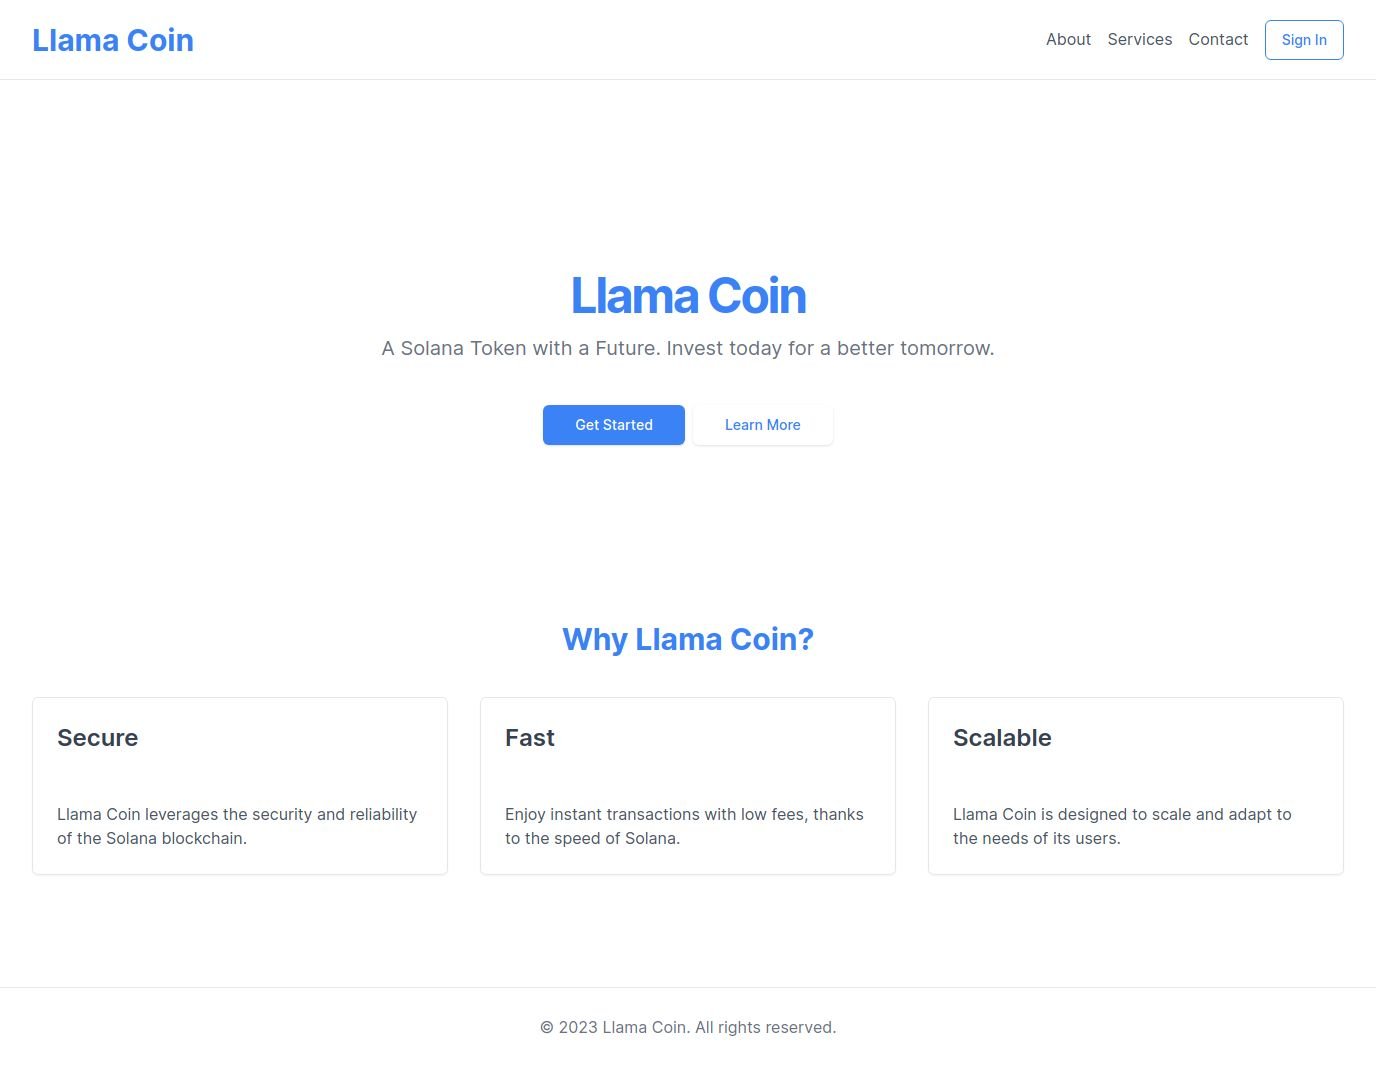 Llama Coin
About Services Contact Sign In
Llama Coin
A Solana Token with a Future. Invest today for a better tomorrow.
Get Started Learn More
Why Llama Coin?
Secure
Llama Coin leverages the security and reliability
of the Solana blockchain.
Fast
Enjoy instant transactions with low fees, thanks
to the speed of Solana.
Scalable
Llama Coin is designed to scale and adapt to
the needs of its users.
© 2023 Llama Coin. All rights reserved.